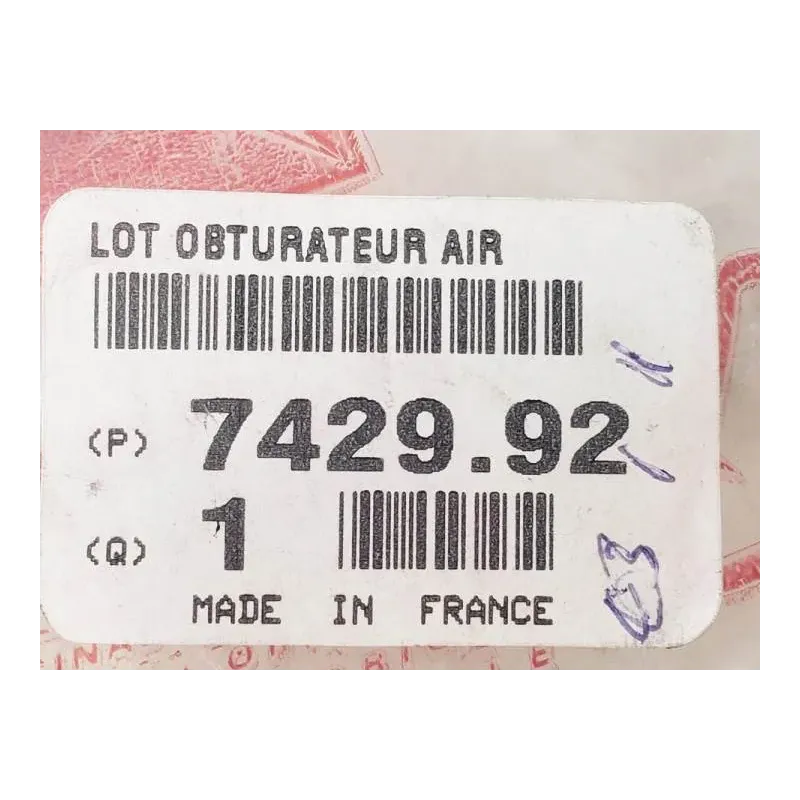 LOT OBTURATEUR AIR
(P) 7429.92
(Q) 1
MADE IN FRANCE